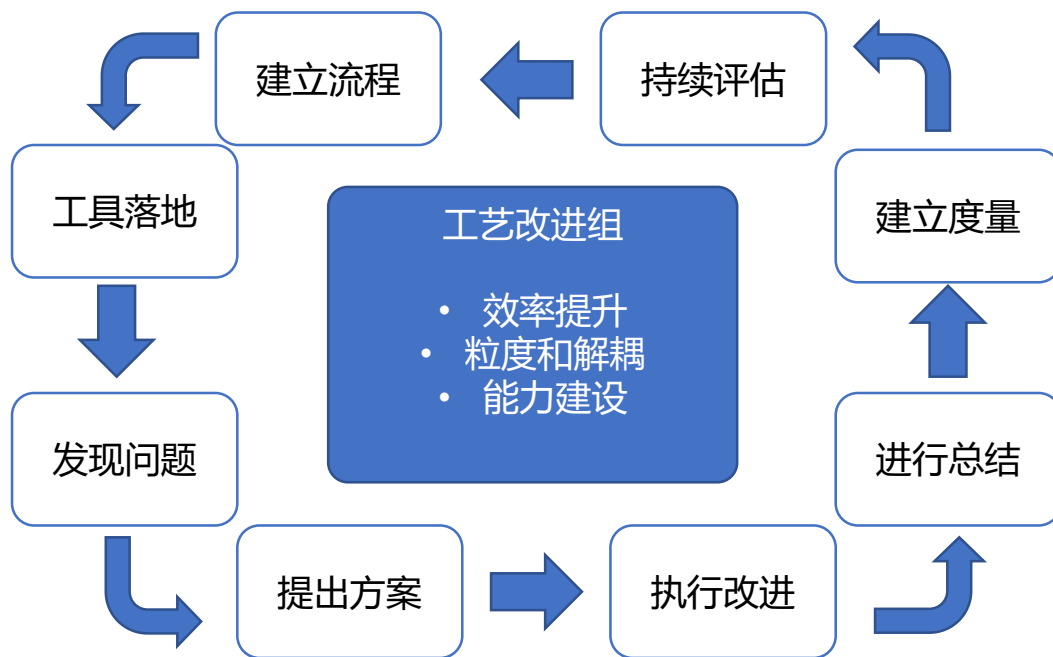 建立流程
持续评估
工具落地
工艺改进组
建立度量
• 效率提升
• 粒度和解耦
• 能力建设
发现问题
进行总结
提出方案
执行改进